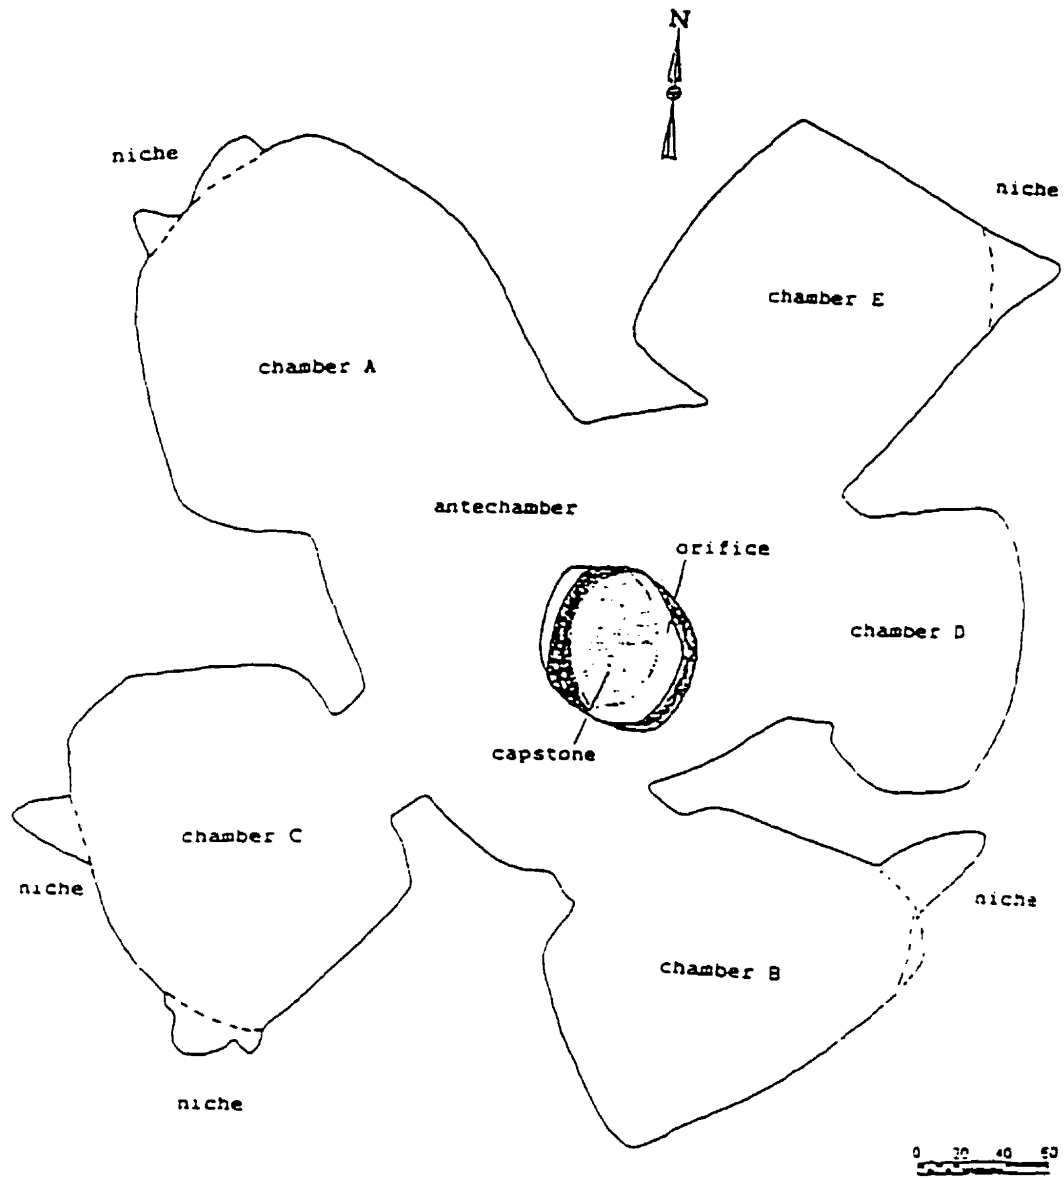 N
niche
niche
chamber E
chamber A
antechamber
orifice
chamber D
capstone
chamber C
niche
niche
chamber B
niche
0 20 40 60